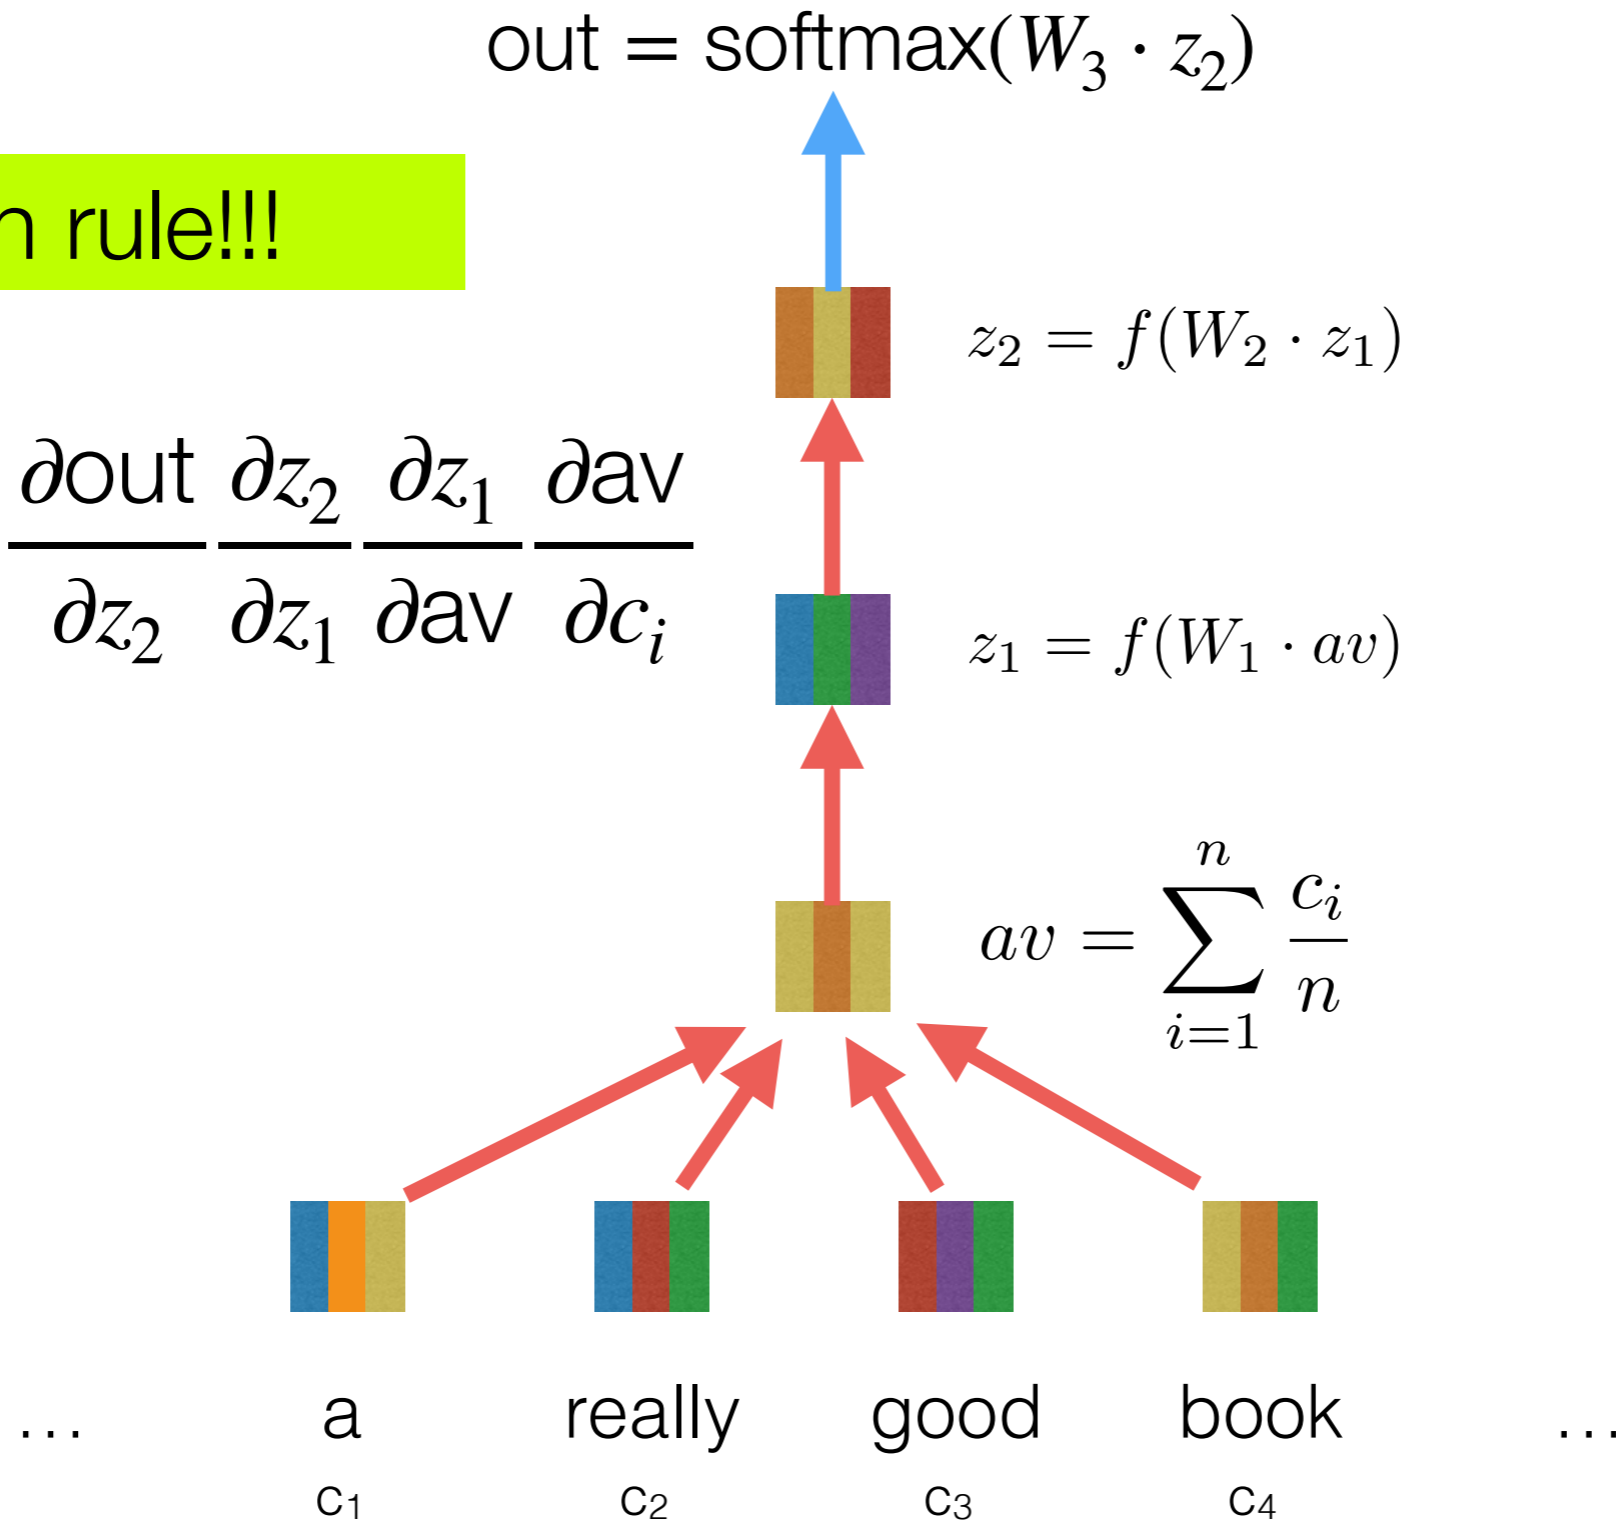 out = softmax(W₃ · z₂)
n rule!!!
z₂ = f(W₂ · z₁)
∂out/∂z₂ ∂z₂/∂z₁ ∂z₁/∂av ∂av/∂cᵢ
z₁ = f(W₁ · av)
av = ∑ᵢ₌₁ⁿ cᵢ/n
... a really good book ...
c₁ c₂ c₃ c₄